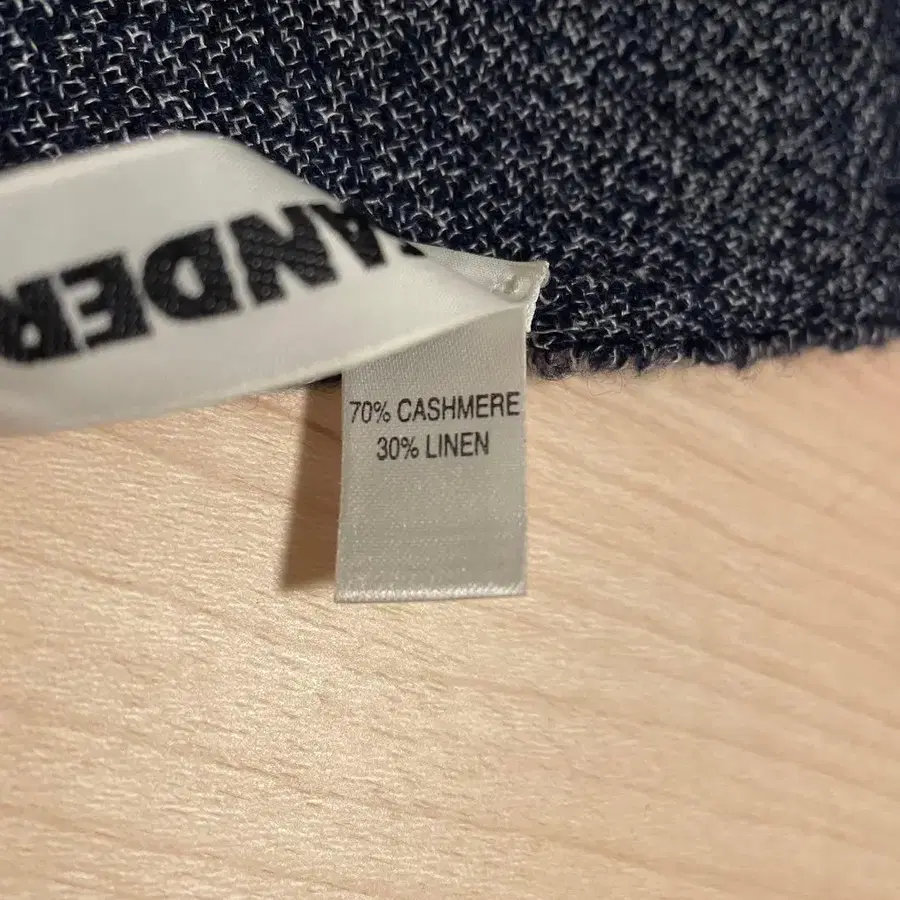 ANDER
70% CASHMERE
30% LINEN